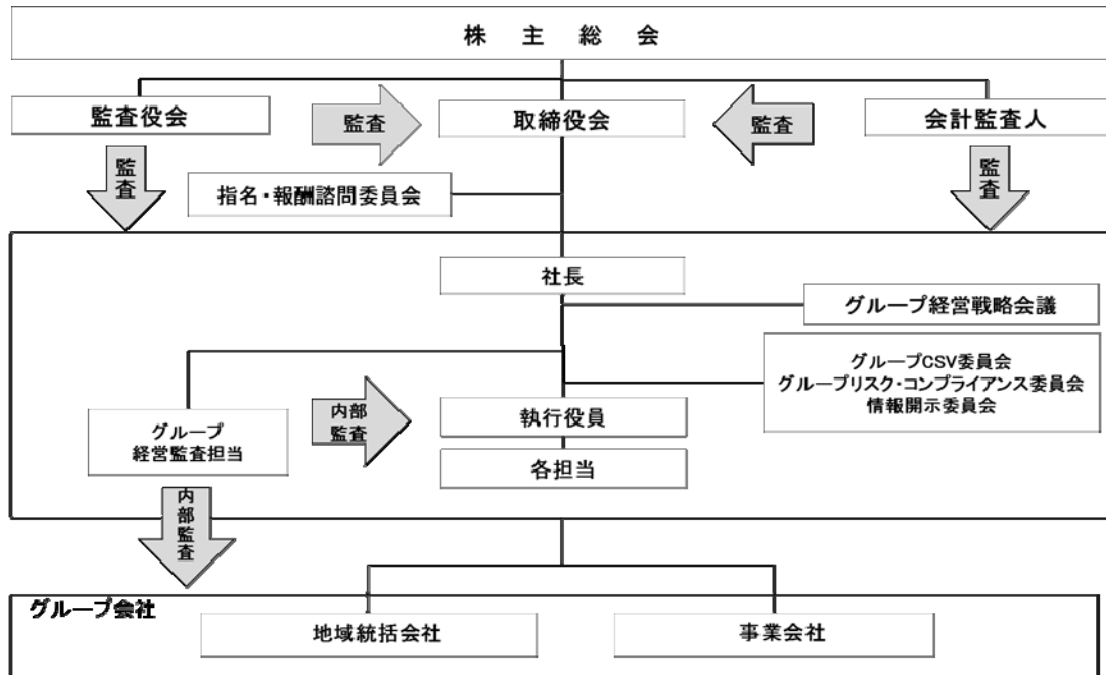 株 主 総 会
監査役会
監査
取締役会
監査
会計監査人
監査
指名・報酬諮問委員会
監査
社長
グループ経営戦略会議
グループCSV委員会
グループリスク・コンプライアンス委員会
情報開示委員会
グループ
経営監査担当
内部
監査
執行役員
各担当
内部監査
グループ会社
地域統括会社
事業会社